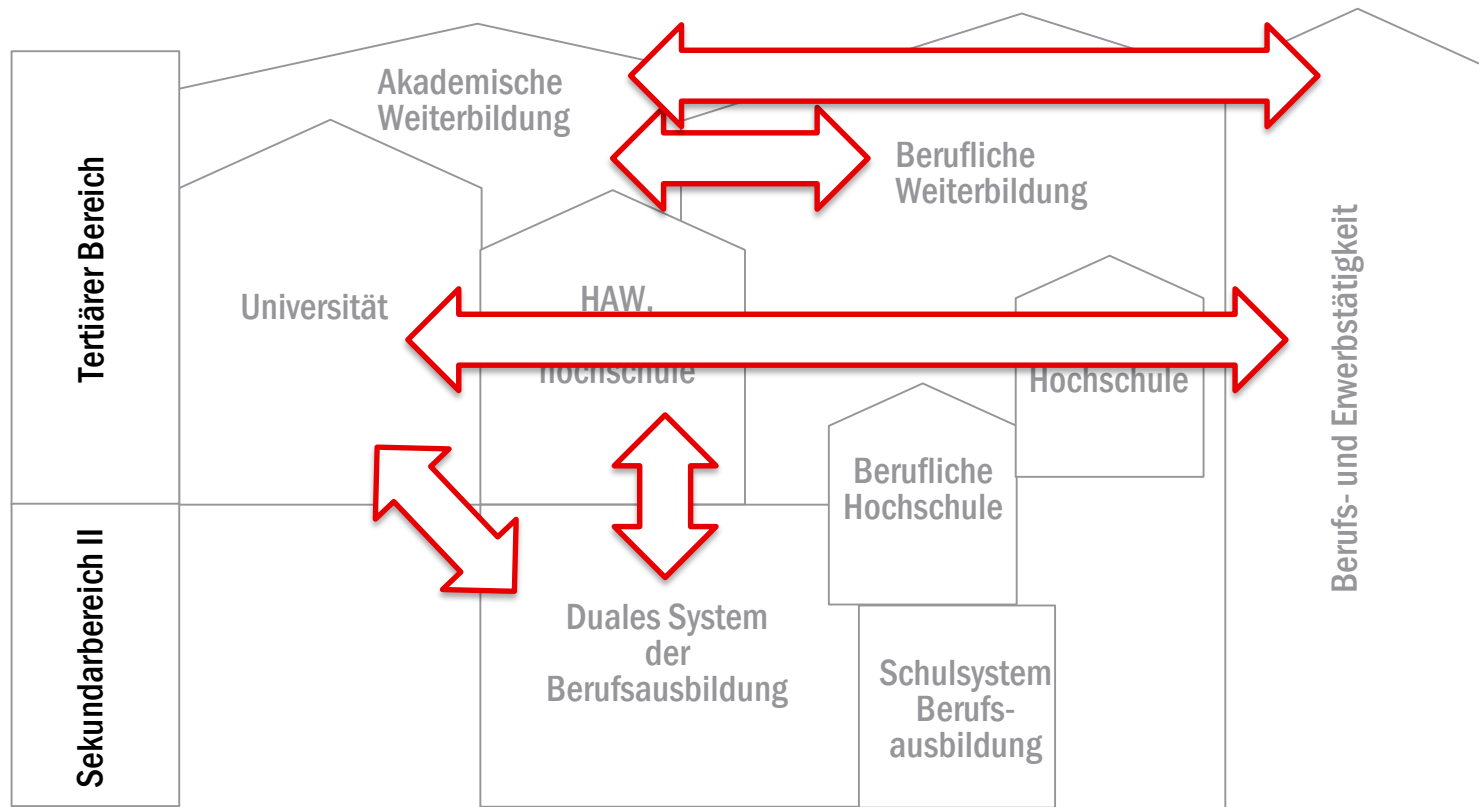 Akademische
Weiterbildung
Berufliche
Weiterbildung
Tertiärer Bereich
Universität
HAW,
hochschule
Hochschule
Berufliche
Hochschule
Berufs- und Erwerbstätigkeit
Sekundarbereich II
Duales System
der
Berufsausbildung
Schulsystem
Berufs-
ausbildung